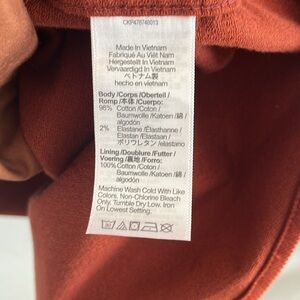 CKP478740013
Made In Vietnam
Fabriqué Au Viêt Nam
Hergestellt In Vietnam
Vervaardigd In Vietnam
ベトナム製
hecho en vietnam
Body /Corps /Oberteil /
Romp /本体 /Cuerpo:
98% Cotton /Coton /
Baumwolle /Katoen /綿 /
algodón
2% Elastane /Élasthanne /
Elastan /Elastaan /
ポリウレタン /elastano
Lining /Doublure /Futter /
Voering /裏地 /Forro:
100% Cotton /Coton /
Baumwolle /Katoen /綿 /
algodón
Machine Wash Cold With Like
Colors. Non-Chlorine Bleach
Only. Tumble Dry Low. Iron
On Lowest Setting.